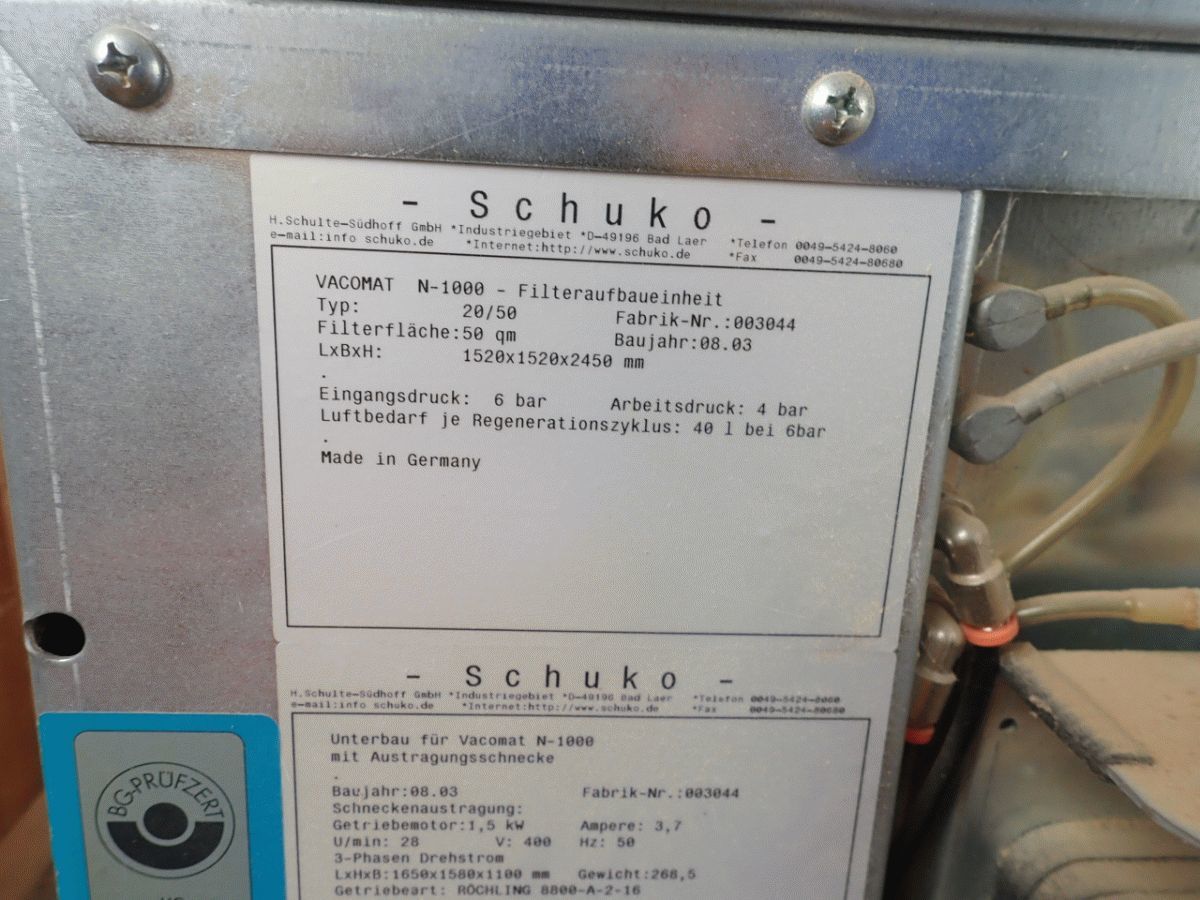 - Schuko -
H.Schulte-Südhoff GmbH *Industriegebiet *D-49196 Bad Laer *Telefon 0049-5424-8060
e-mail:info schuko.de *Internet:http://www.schuko.de *Fax 0049-5424-80680
VACOMAT N-1000 - Filteraufbaueinheit
Typ: 20/50 Fabrik-Nr.:003044
Filterfläche:50 qm Baujahr:08.03
LxBxH: 1520x1520x2450 mm
.
Eingangsdruck: 6 bar Arbeitsdruck: 4 bar
Luftbedarf je Regenerationszyklus: 40 l bei 6bar
.
Made in Germany
- Schuko -
H.Schulte-Südhoff GmbH *Industriegebiet *D-49196 Bad Laer *Telefon 0049-5424-8060
e-mail:info schuko.de *Internet:http://www.schuko.de *Fax 0049-5424-80680
Unterbau für Vacomat N-1000
mit Austragungsschnecke
.
Baujahr:08.03 Fabrik-Nr.:003044
Schneckenaustragung:
Getriebemotor:1,5 kW Ampere: 3,7
U/min: 28 V: 400 Hz: 50
3-Phasen Drehstrom
LxHxB:1650x1580x1100 mm Gewicht:268,5
Getriebeart: RÖCHLING 8800-A-2-16
BG-PRÜFZERT